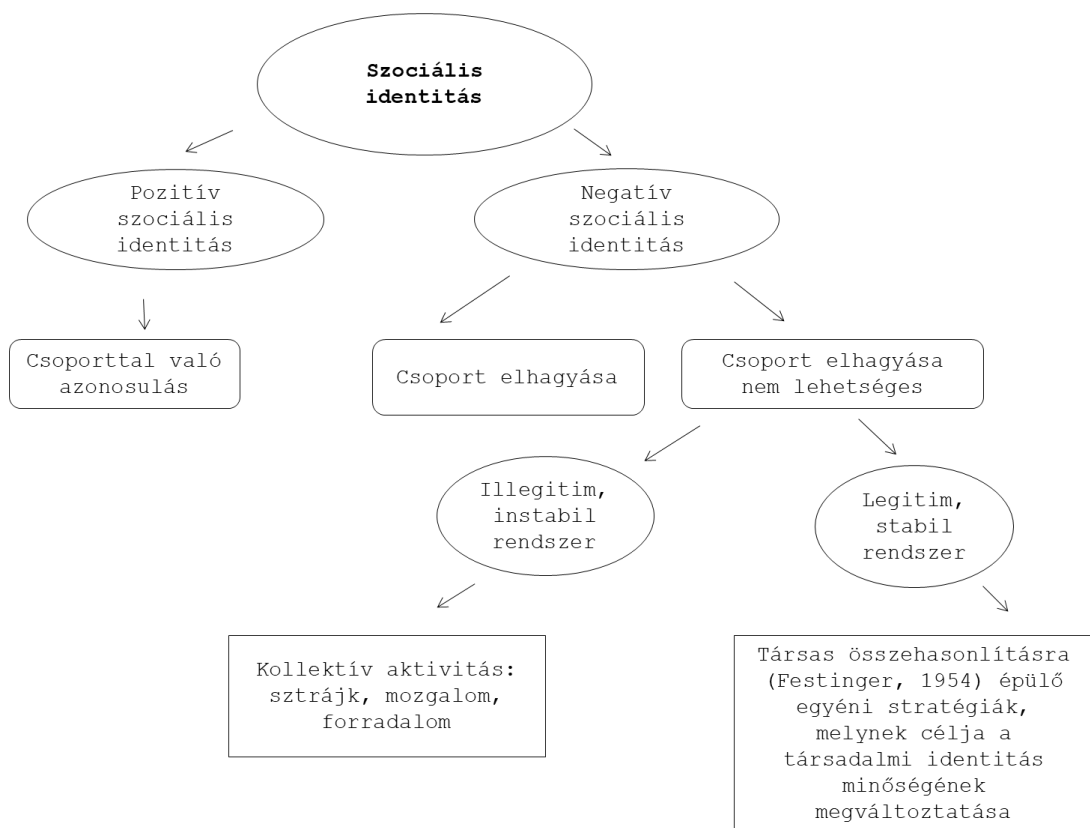 Szociális
identitás
Pozitív
szociális
identitás
Negatív
szociális
identitás
Csoporttal való
azonosulás
Csoport elhagyása
Csoport elhagyása
nem lehetséges
Illegitim,
instabil
rendszer
Legitim,
stabil
rendszer
Kollektív aktivitás:
sztrájk, mozgalom,
forradalom
Társas összehasonlításra
(Festinger, 1954) épülő
egyéni stratégiák,
melynek célja a
társadalmi identitás
minőségének
megváltoztatása